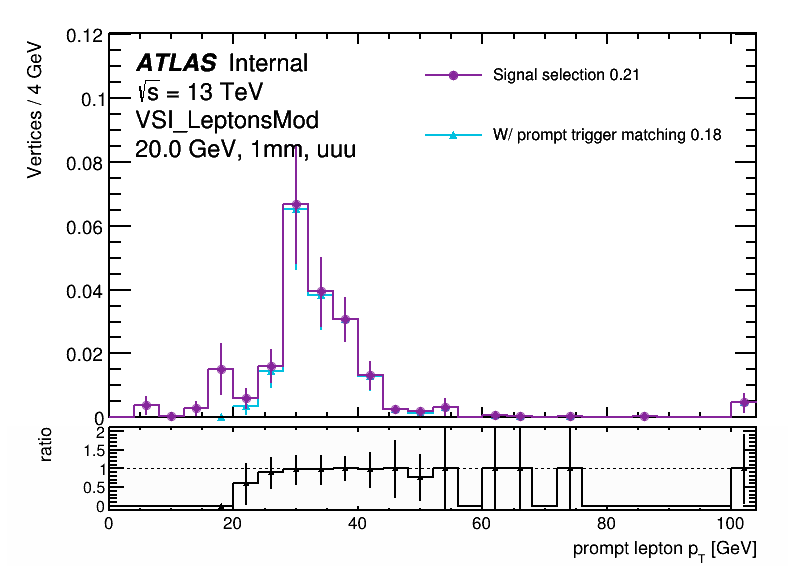 0.12
ATLAS Internal
√s = 13 TeV
VSI_LeptonsMod
20.0 GeV, 1mm, uuu
Signal selection 0.21
W/ prompt trigger matching 0.18
Vertices / 4 GeV
0.1
0.08
0.06
0.04
0.02
0
ratio
2
1.5
1
0.5
0
0 20 40 60 80 100
prompt lepton pT [GeV]